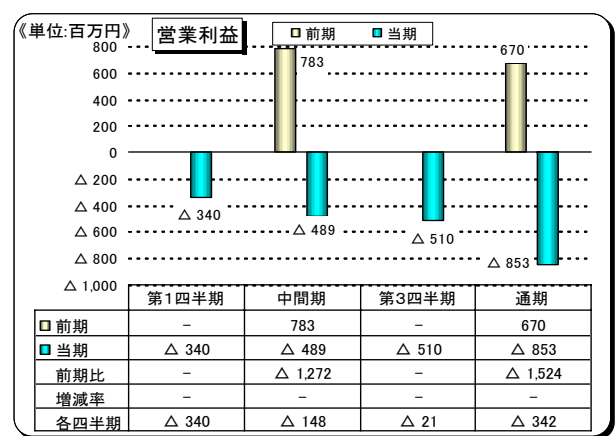 《単位:百万円》 営業利益 前期 当期
800
600
400
200
0
△ 200
△ 400
△ 600
△ 800
△ 1,000
783
670
△ 340
△ 489
△ 510
△ 853
第1四半期 中間期 第3四半期 通期
前期 － 783 － 670
当期 △ 340 △ 489 △ 510 △ 853
前期比 － △ 1,272 － △ 1,524
増減率 － － － －
各四半期 △ 340 △ 148 △ 21 △ 342